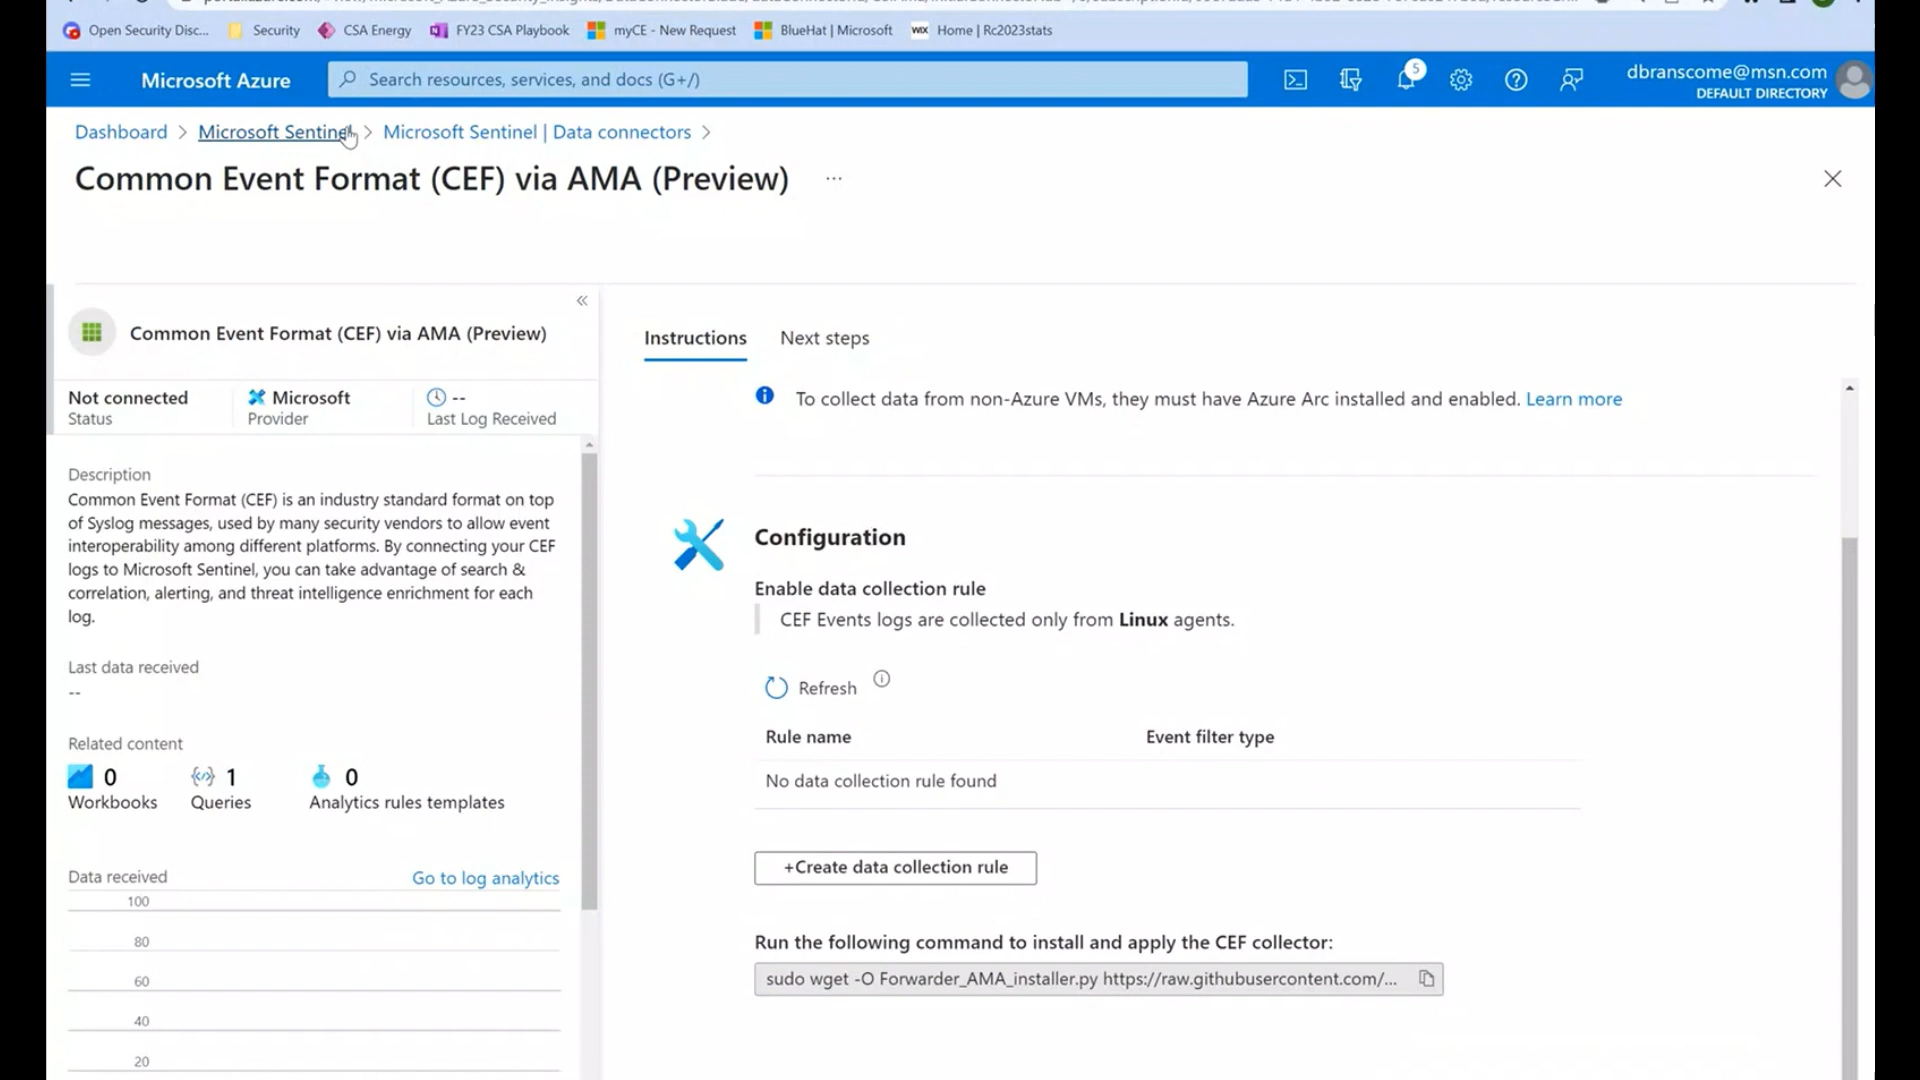 Open Security Disc...
Security
CSA Energy
FY23 CSA Playbook
myCE - New Request
BlueHat | Microsoft
WIX
Home | Rc2023stats
Microsoft Azure
Search resources, services, and docs (G+/)
5
dbranscome@msn.com
DEFAULT DIRECTORY
Dashboard > Microsoft Sentinel > Microsoft Sentinel | Data connectors >
Common Event Format (CEF) via AMA (Preview) ...
Common Event Format (CEF) via AMA (Preview)
Not connected
Status
Microsoft
Provider
--
Last Log Received
Description
Common Event Format (CEF) is an industry standard format on top
of Syslog messages, used by many security vendors to allow event
interoperability among different platforms. By connecting your CEF
logs to Microsoft Sentinel, you can take advantage of search &
correlation, alerting, and threat intelligence enrichment for each
log.
Last data received
--
Related content
0
Workbooks
1
Queries
0
Analytics rules templates
Data received
Go to log analytics
100
80
60
40
20
Instructions
Next steps
To collect data from non-Azure VMs, they must have Azure Arc installed and enabled. Learn more
Configuration
Enable data collection rule
CEF Events logs are collected only from Linux agents.
Refresh
Rule name
Event filter type
No data collection rule found
+Create data collection rule
Run the following command to install and apply the CEF collector:
sudo wget -O Forwarder_AMA_installer.py https://raw.githubusercontent.com/...